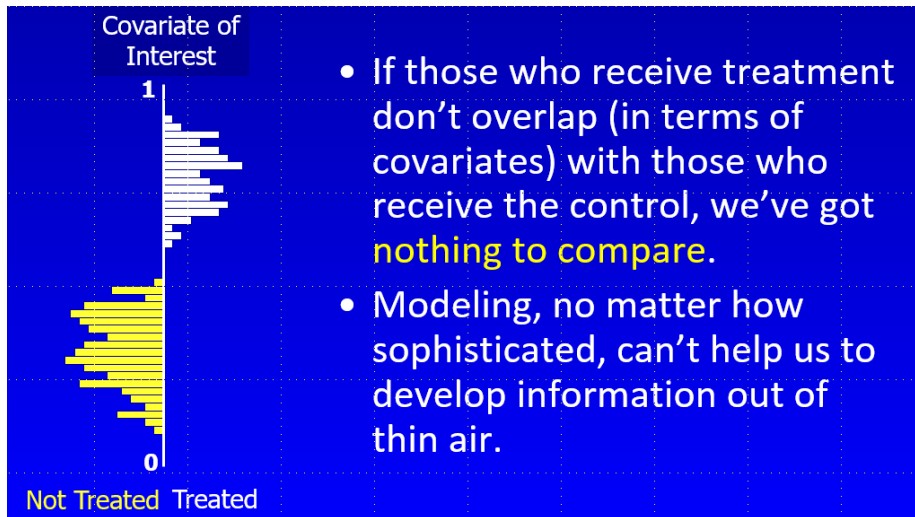 Covariate of
Interest
1
0
Not Treated Treated
• If those who receive treatment
don’t overlap (in terms of
covariates) with those who
receive the control, we’ve got
nothing to compare.
• Modeling, no matter how
sophisticated, can’t help us to
develop information out of
thin air.